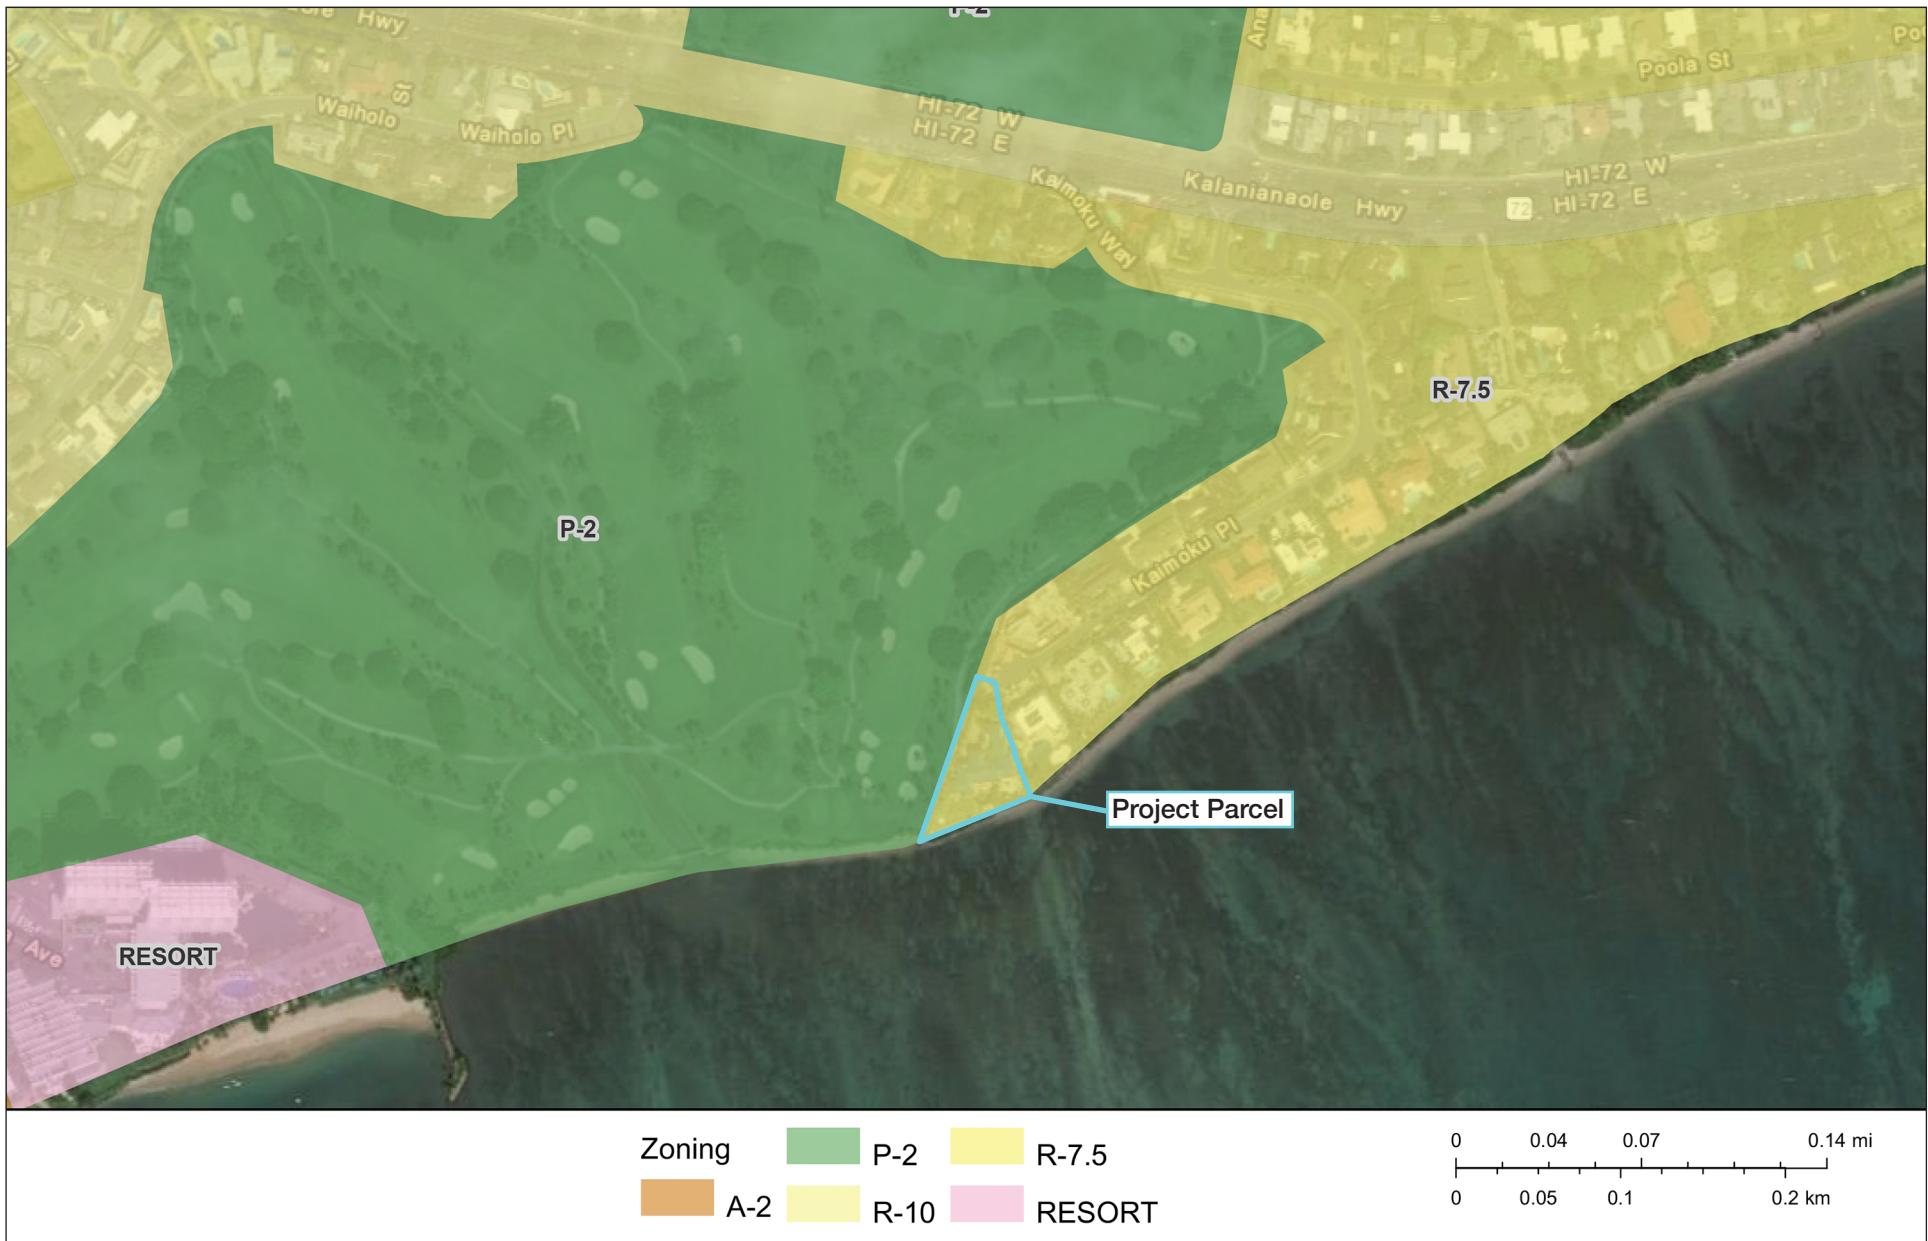 Hwy
P-2
Poola St
Waiholo
St
Waiholo Pl
HI-72 W
HI-72 E
Kaimoku Way
Kalanianaole Hwy
72
HI-72 W
HI-72 E
R-7.5
P-2
Kaimoku Pl
Project Parcel
RESORT
Ave
Zoning
P-2
R-7.5
A-2
R-10
RESORT
0 0.04 0.07 0.14 mi
0 0.05 0.1 0.2 km